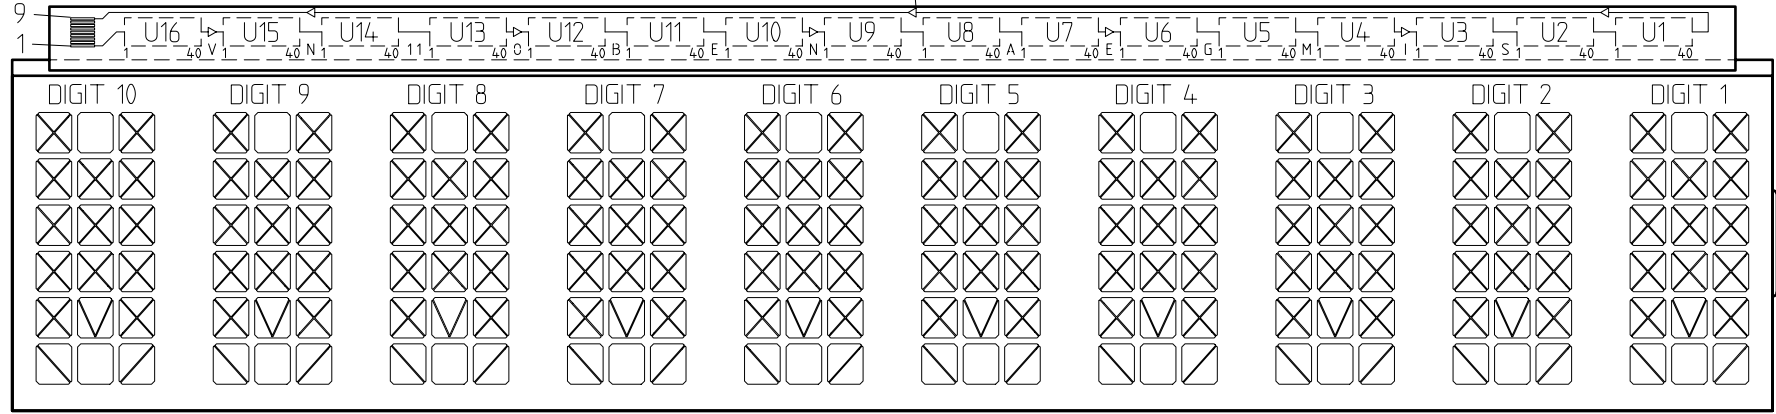 9 U16 U15 U14 U13 U12 U11 U10 U9 U8 U7 U6 U5 U4 U3 U2 U1
1 1 40 V 1 40 N 1 40 11 1 40 O 1 40 B 1 40 E 1 40 N 1 40 1 40 A 1 40 E 1 40 G 1 40 M 1 40 I 1 40 S 1 40 1 40
DIGIT 10 DIGIT 9 DIGIT 8 DIGIT 7 DIGIT 6 DIGIT 5 DIGIT 4 DIGIT 3 DIGIT 2 DIGIT 1